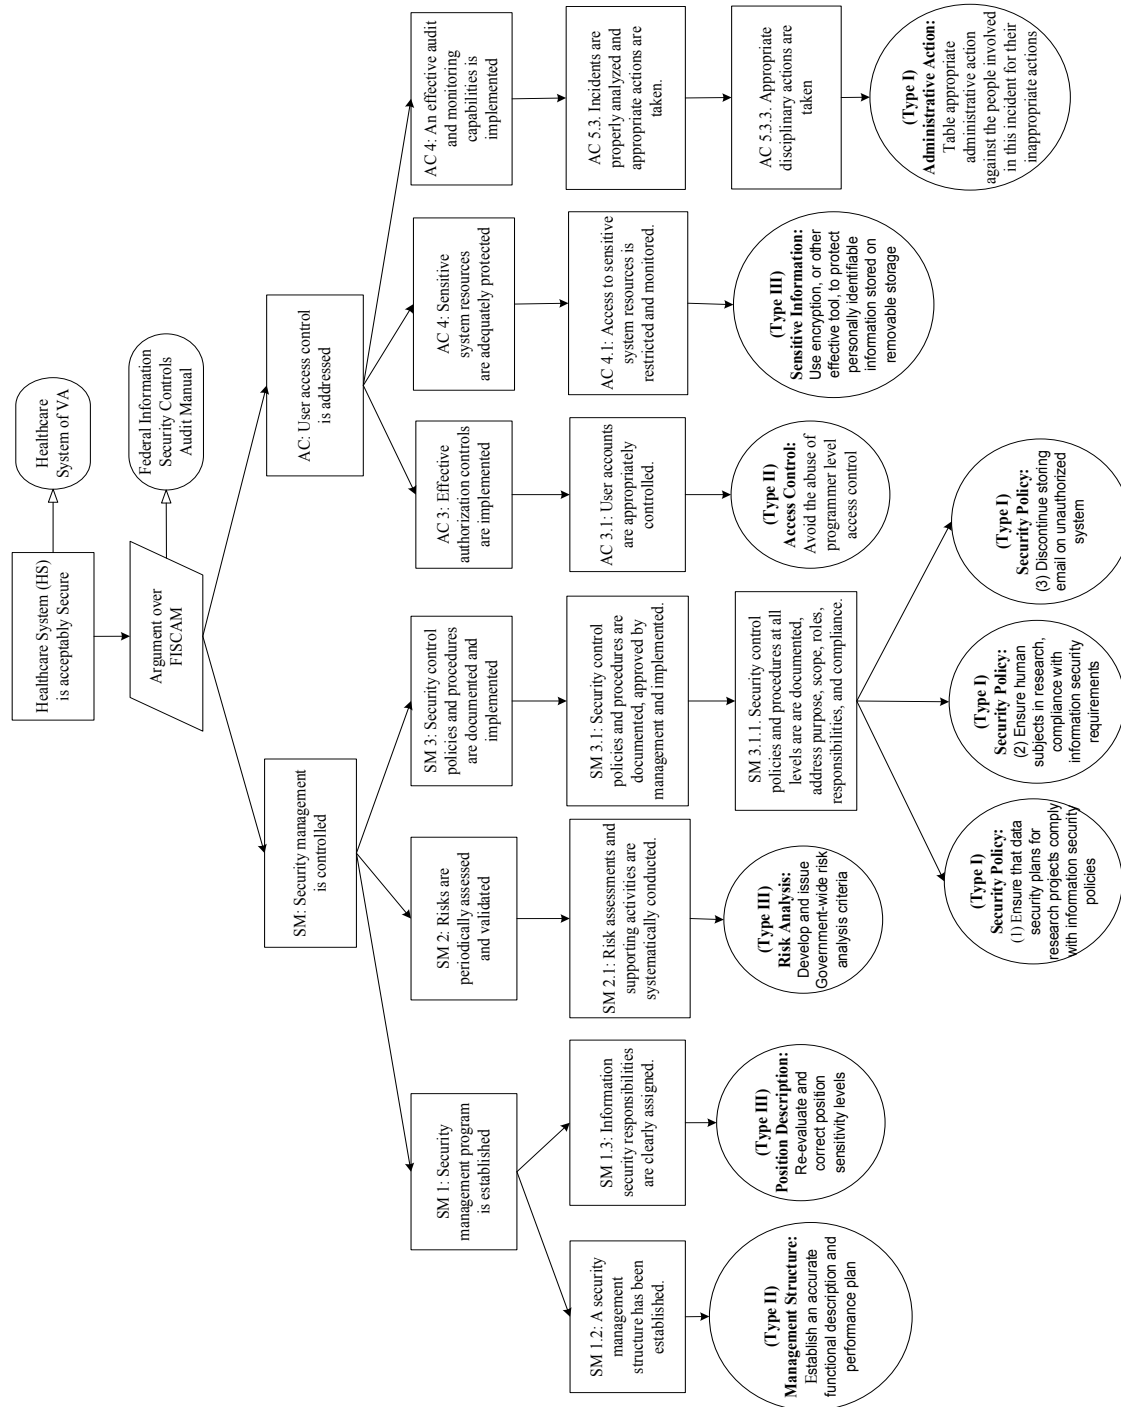 Healthcare System (HS)
is acceptably Secure
Healthcare
System of VA
Argument over
FISCAM
Federal Information
Security Controls
Audit Manual
SM: Security management
is controlled
AC: User access control
is addressed
SM 1: Security
management program
is established
SM 2: Risks are
periodically assessed
and validated
SM 3: Security control
policies and procedures
are documented and
implemented
AC 3: Effective
authorization controls
are implemented
AC 4: Sensitive
system resources
are adequately protected
AC 4: An effective audit
and monitoring
capabilities is
implemented
SM 1.2: A security
management
structure has been
established.
SM 1.3: Information
security responsibilities
are clearly assigned.
SM 2.1: Risk assessments and
supporting activities are
systematically conducted.
SM 3.1: Security control
policies and procedures are
documented, approved by
management and implemented.
AC 3.1: User accounts
are appropriately
controlled.
AC 4.1: Access to sensitive
system resources is
restricted and monitored.
AC 5.3. Incidents are
properly analyzed and
appropriate actions are
taken.
SM 3.1.1. Security control
policies and procedures at all
levels are are documented,
address purpose, scope, roles,
responsibilities, and compliance.
AC 5.3.3. Appropriate
disciplinary actions are
taken
(Type II)
Management Structure:
Establish an accurate
functional description and
performance plan
(Type III)
Position Description:
Re-evaluate and
correct position
sensitivity levels
(Type III)
Risk Analysis:
Develop and issue
Government-wide risk
analysis criteria
(Type II)
Access Control:
Avoid the abuse of
programmer level
access control
(Type III)
Sensitive Information:
Use encryption, or other
effective tool, to protect
personally identifiable
information stored on
removable storage
(Type I)
Administrative Action:
Table appropriate
administrative action
against the people involved
in this incident for their
inappropriate actions
(Type I)
Security Policy:
(1) Ensure that data
security plans for
research projects comply
with information security
policies
(Type I)
Security Policy:
(2) Ensure human
subjects in research,
compliance with
information security
requirements
(Type I)
Security Policy:
(3) Discontinue storing
email on unauthorized
system